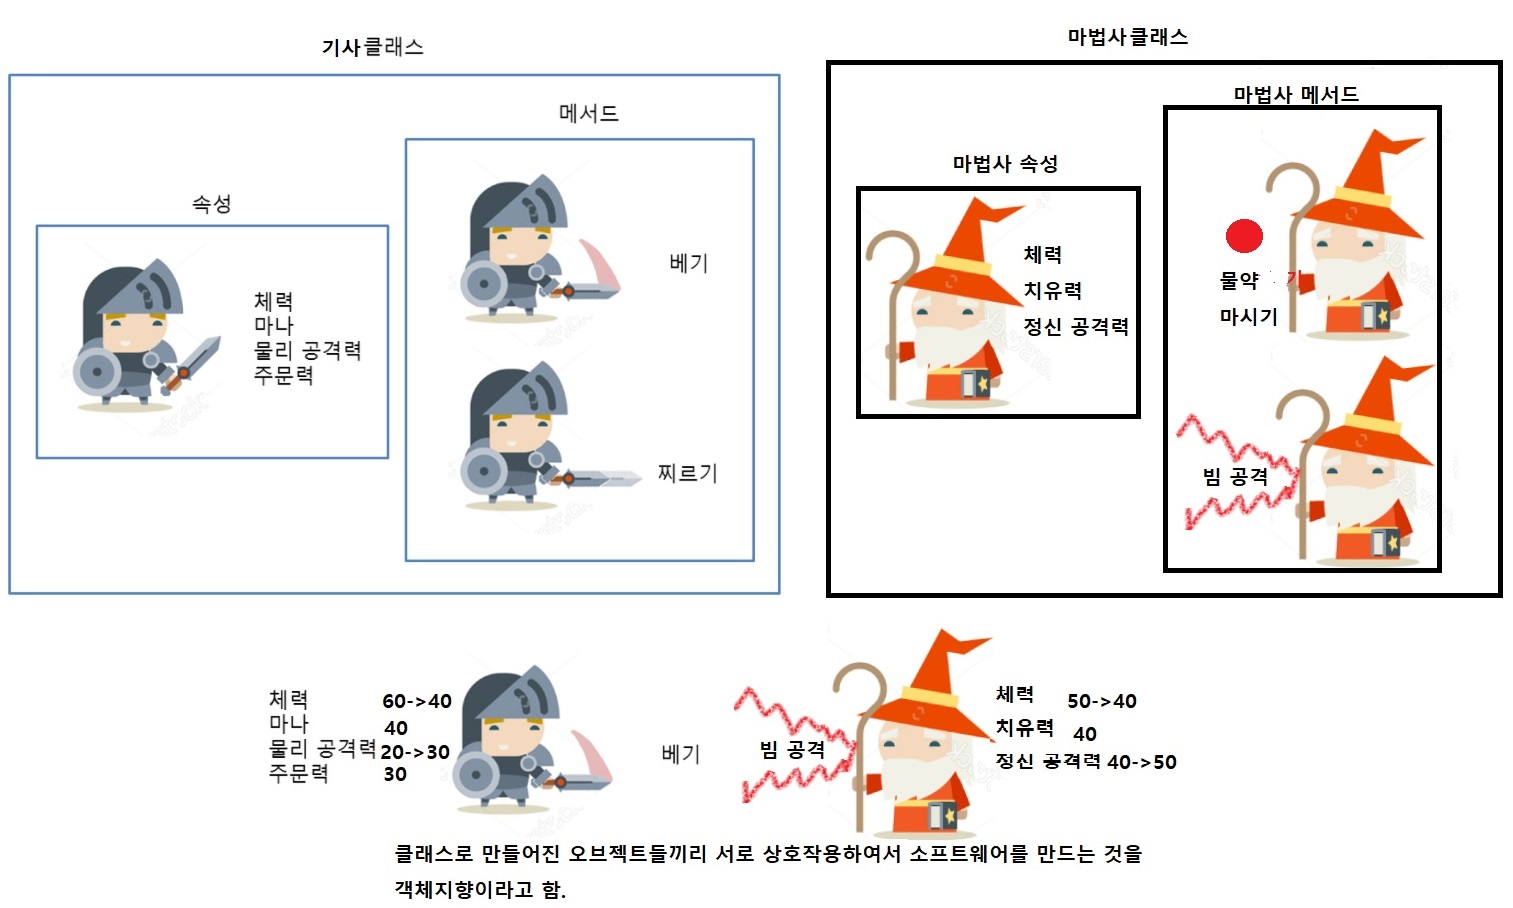 기사클래스
메서드
속성
체력
마나
물리 공격력
주문력
베기
찌르기
마법사클래스
마법사 메서드
마법사 속성
체력
치유력
정신 공격력
물약
마시기
빔 공격
체력 60->40
마나 40
물리 공격력 20->30
주문력 30
베기
빔 공격
체력 50->40
치유력 40
정신 공격력 40->50
클래스로 만들어진 오브젝트들끼리 서로 상호작용하여서 소프트웨어를 만드는 것을
객체지향이라고 함.